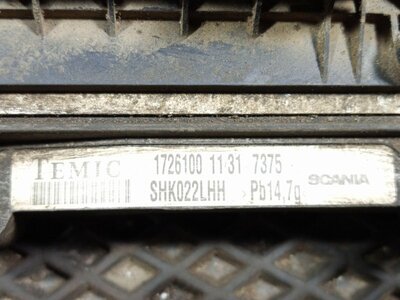 TEMIC 1726100 11 31 7375
SHK022LHH Pb14,7g SCANIA